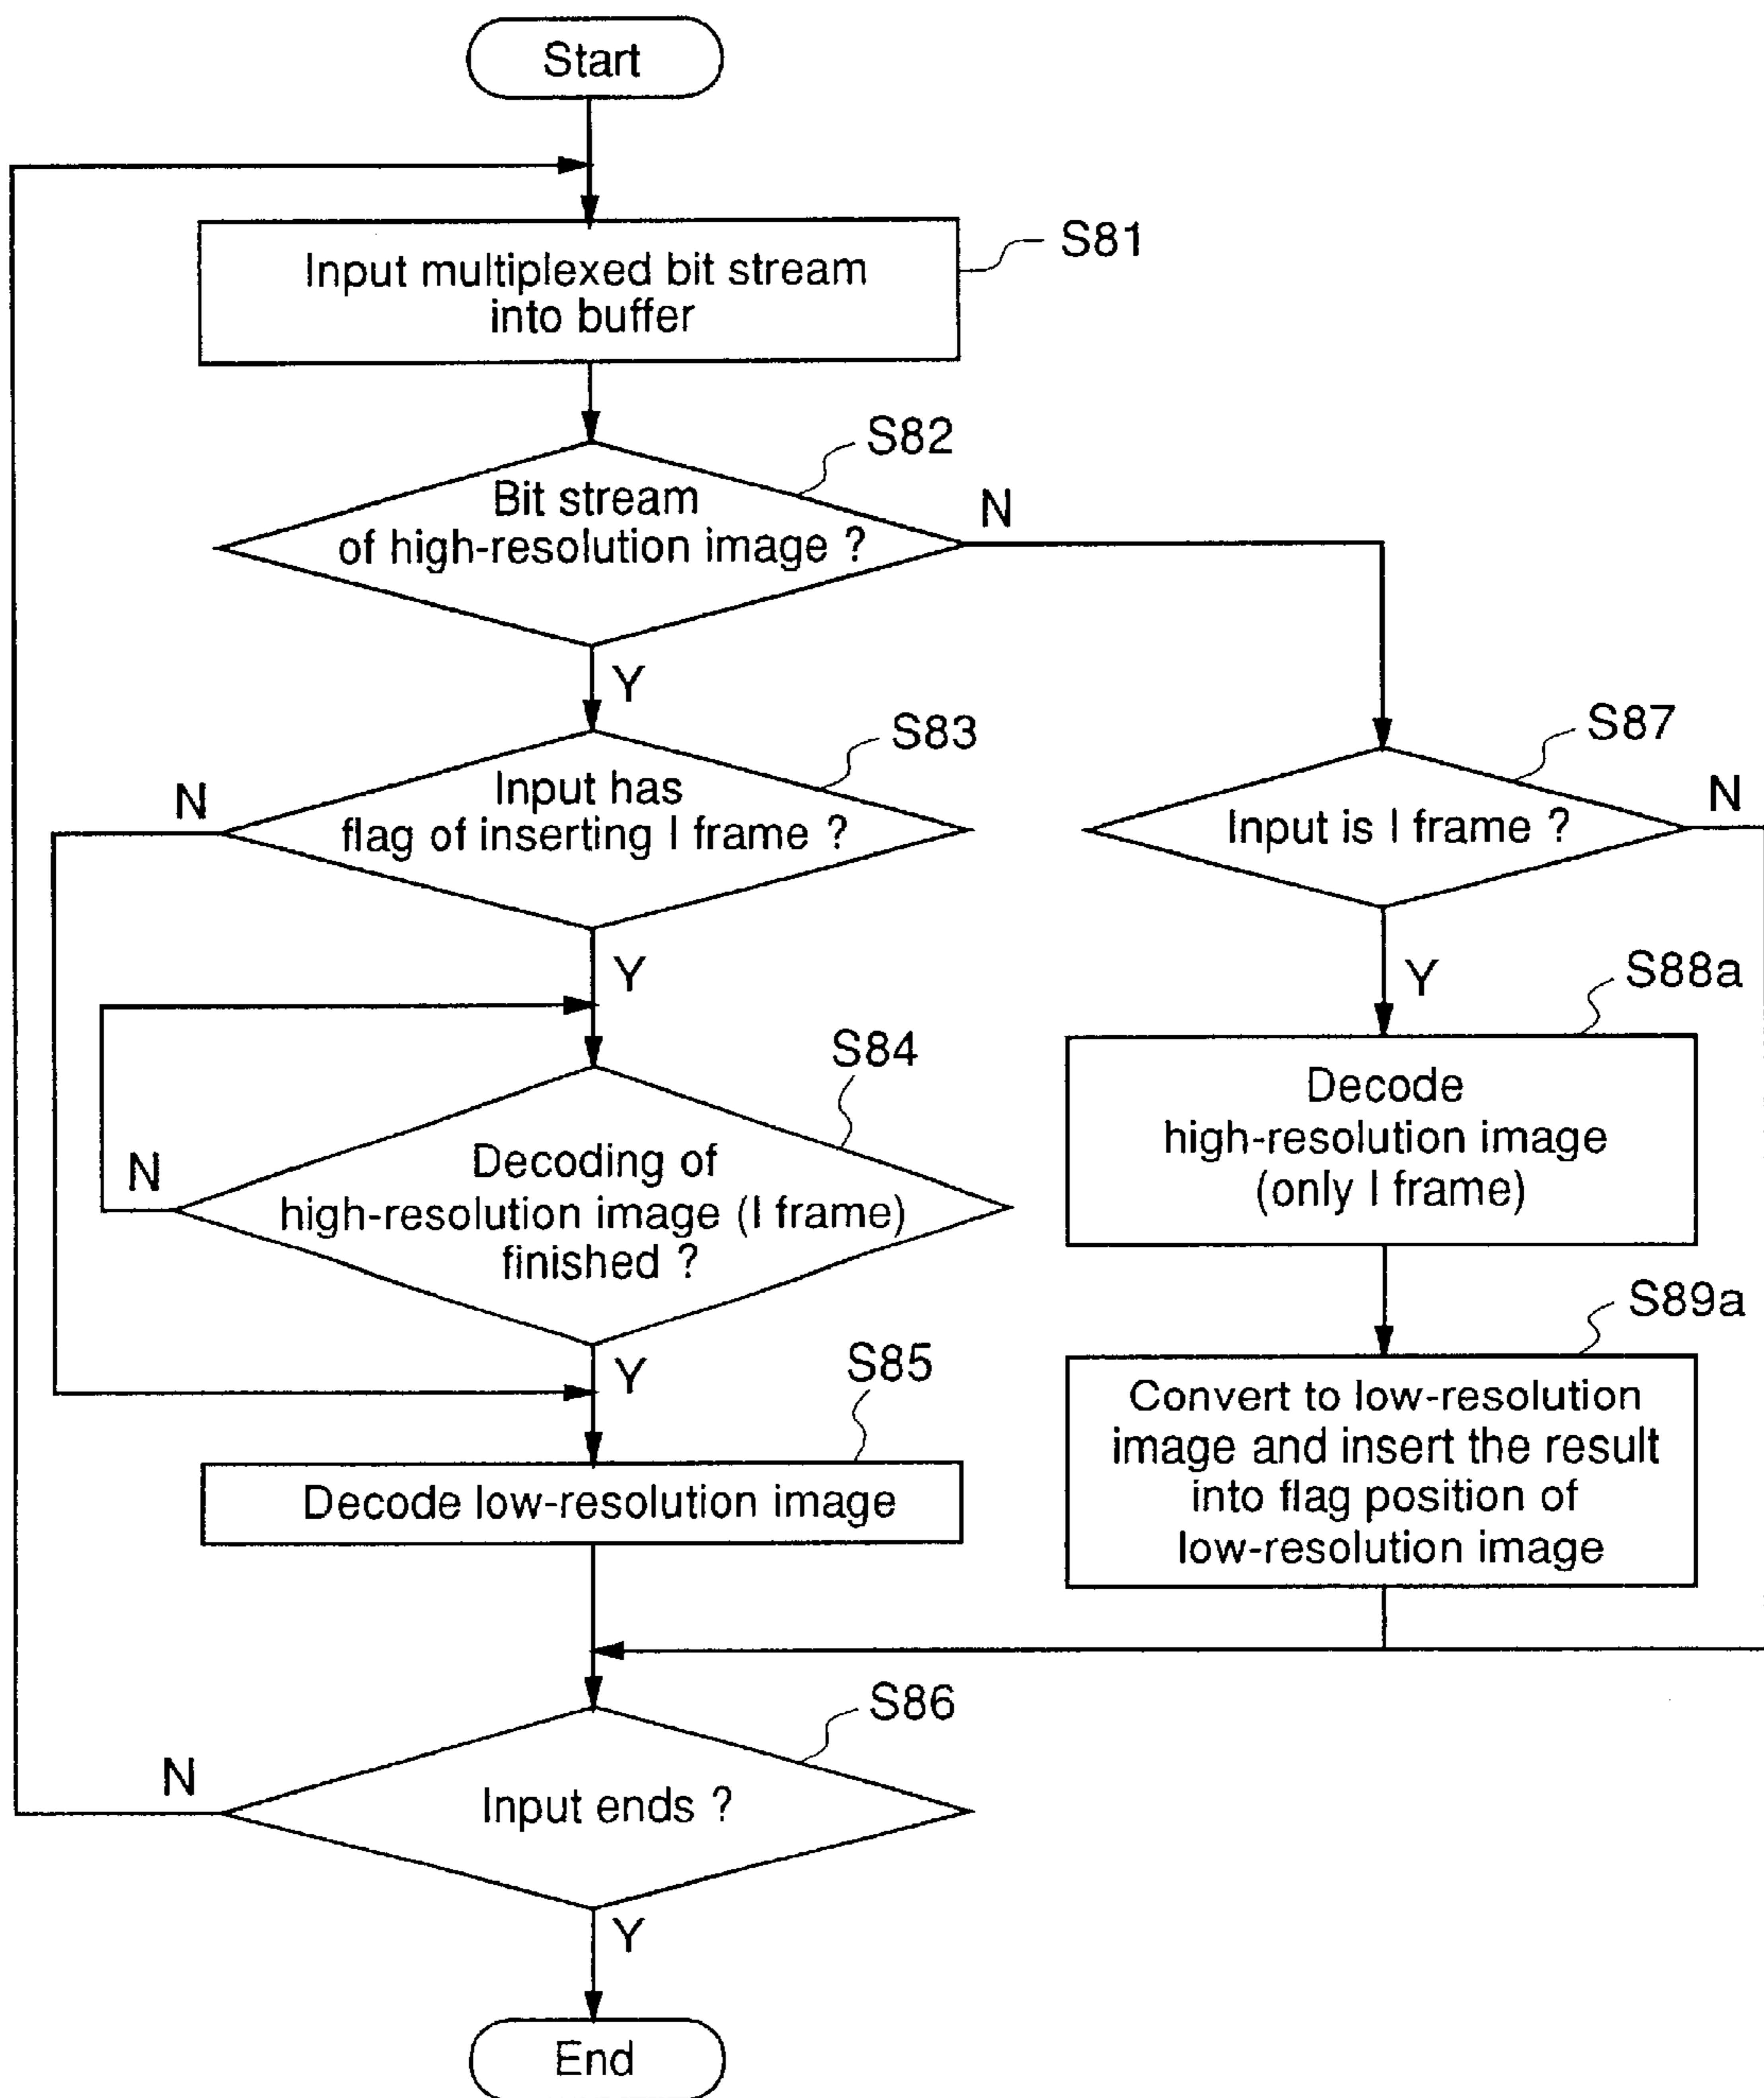 Start
S81
Input multiplexed bit stream
into buffer
S82
Bit stream
of high-resolution image ?
N
Y
S83
Input has
flag of inserting I frame ?
N
Y
S87
Input is I frame ?
N
Y
S84
Decoding of
high-resolution image (I frame)
finished ?
N
Y
S88a
Decode
high-resolution image
(only I frame)
S85
Decode low-resolution image
S89a
Convert to low-resolution
image and insert the result
into flag position of
low-resolution image
S86
Input ends ?
N
Y
End